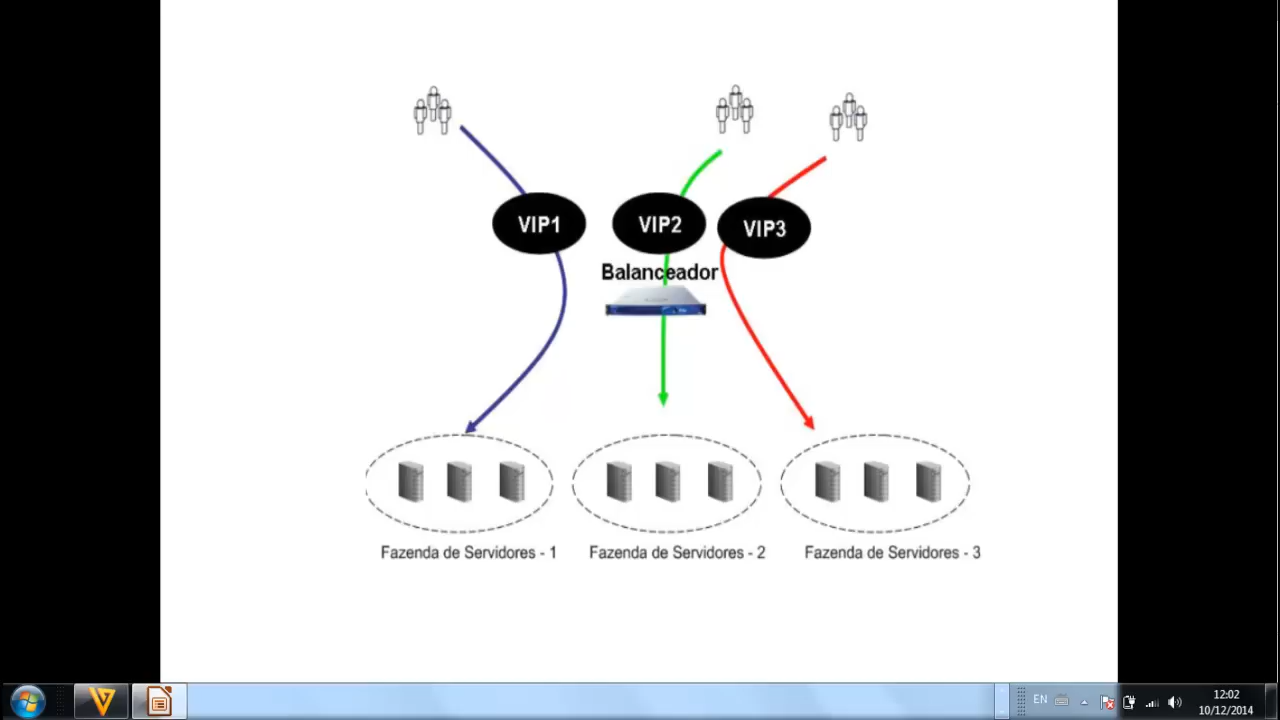 VIP1
VIP2
VIP3
Balanceador
Fazenda de Servidores - 1
Fazenda de Servidores - 2
Fazenda de Servidores - 3
EN
12:02
10/12/2014